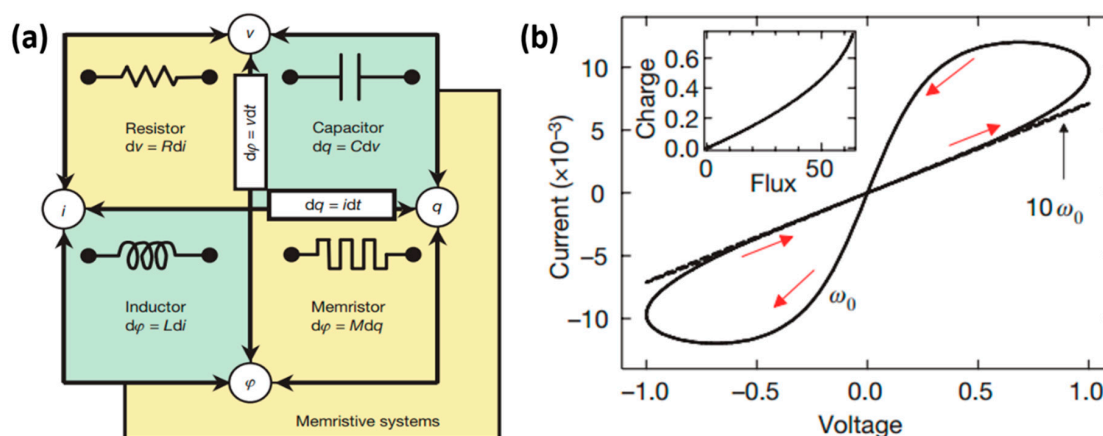 (a)
v
Resistor
dv = Rdi
Capacitor
dq = Cdv
dφ = vdt
i
dq = idt
q
Inductor
dφ = Ldi
Memristor
dφ = Mdq
φ
Memristive systems
(b)
Charge
0.6
0.4
0.2
0.0
0
50
Flux
Current (×10⁻³)
10
5
0
−5
−10
10 ω₀
ω₀
−1.0
−0.5
0.0
0.5
1.0
Voltage